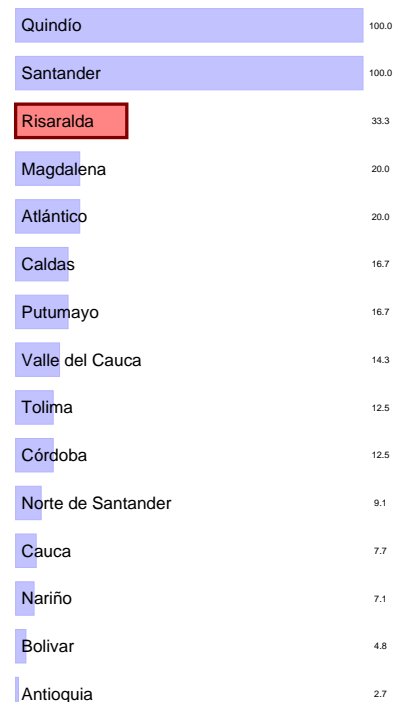 Quindío 100.0
Santander 100.0
Risaralda 33.3
Magdalena 20.0
Atlántico 20.0
Caldas 16.7
Putumayo 16.7
Valle del Cauca 14.3
Tolima 12.5
Córdoba 12.5
Norte de Santander 9.1
Cauca 7.7
Nariño 7.1
Bolivar 4.8
Antioquia 2.7